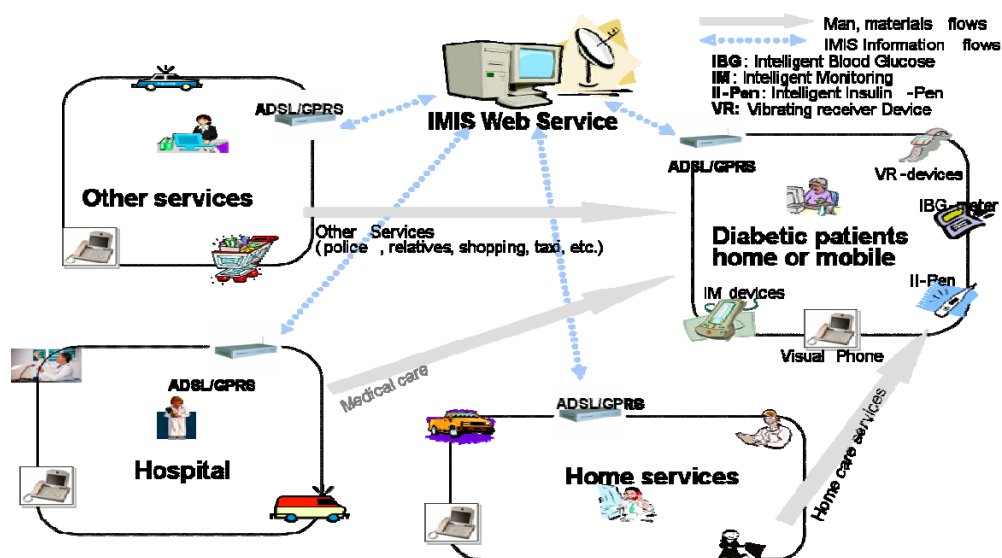 Man, materials flows
IMIS Information flows
IBG: Intelligent Blood Glucose
IM: Intelligent Monitoring
II-Pen: Intelligent Insulin -Pen
VR: Vibrating receiver Device
ADSL/GPRS
IMIS Web Service
ADSL/GPRS
VR-devices
Other services
IBG-meter
Other Services
(police , relatives, shopping, taxi, etc.)
Diabetic patients
home or mobile
II-Pen
IM devices
Visual Phone
ADSL/GPRS
Medical care
ADSL/GPRS
Hospital
Home services
Home care services